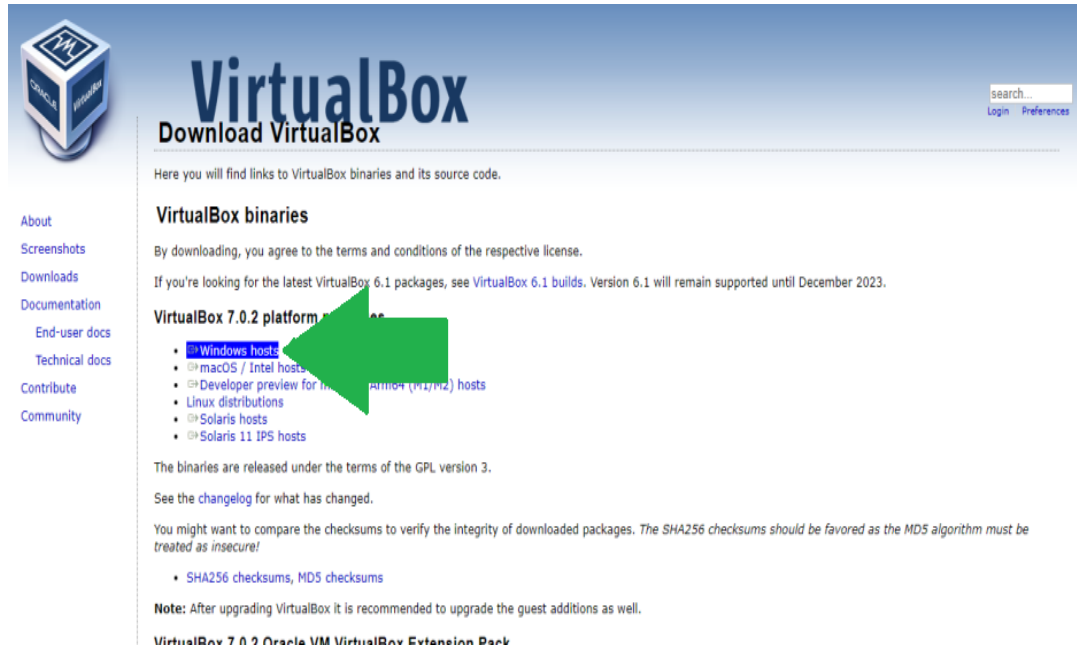 ORACLE
VirtualBox
VirtualBox
search...
Login Preferences
Download VirtualBox
Here you will find links to VirtualBox binaries and its source code.
About
Screenshots
Downloads
Documentation
End-user docs
Technical docs
Contribute
Community
VirtualBox binaries
By downloading, you agree to the terms and conditions of the respective license.
If you're looking for the latest VirtualBox 6.1 packages, see VirtualBox 6.1 builds. Version 6.1 will remain supported until December 2023.
VirtualBox 7.0.2 platform
• Windows hosts
• macOS / Intel hosts
• Developer preview for Arm64 (M1/M2) hosts
• Linux distributions
• Solaris hosts
• Solaris 11 IPS hosts
The binaries are released under the terms of the GPL version 3.
See the changelog for what has changed.
You might want to compare the checksums to verify the integrity of downloaded packages. The SHA256 checksums should be favored as the MD5 algorithm must be
treated as insecure!
• SHA256 checksums, MD5 checksums
Note: After upgrading VirtualBox it is recommended to upgrade the guest additions as well.
VirtualBox 7.0.2 Oracle VM VirtualBox Extension Pack